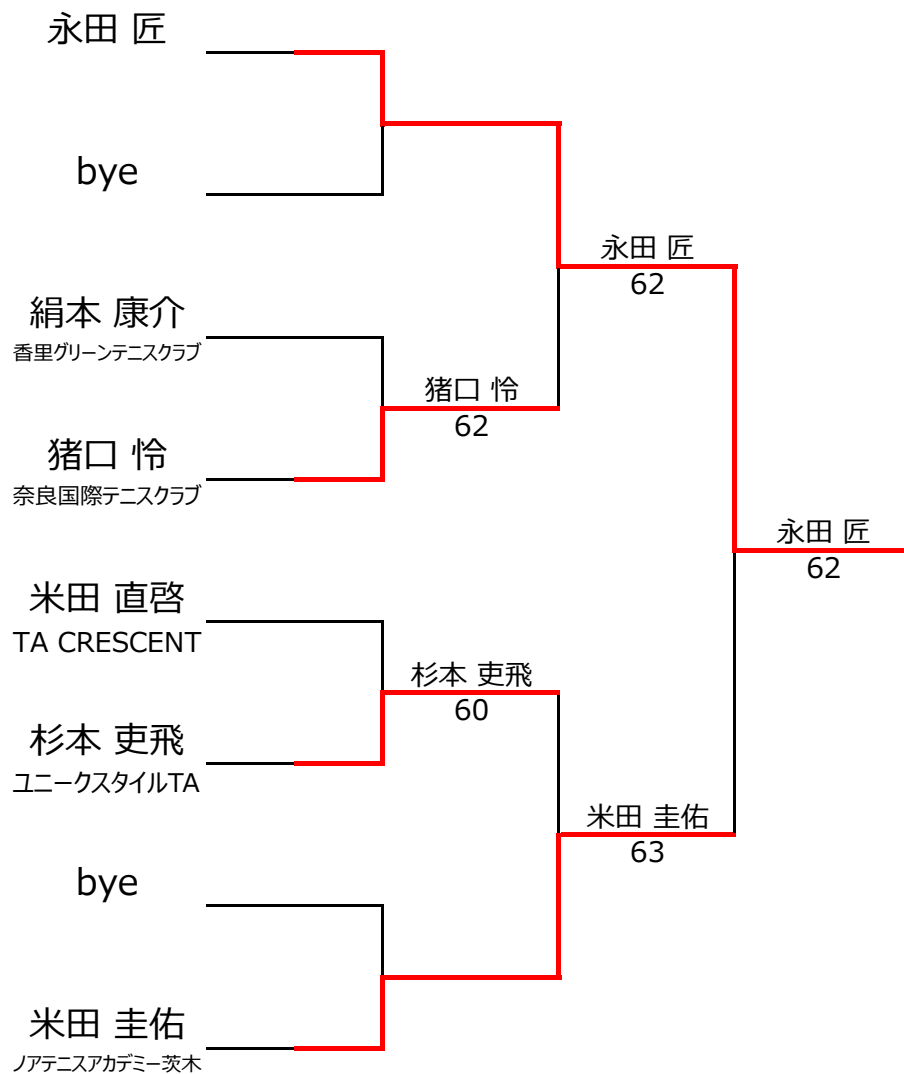 永田 匠
bye
絹本 康介
香里グリーンテニスクラブ
猪口 怜
奈良国際テニスクラブ
米田 直啓
TA CRESCENT
杉本 吏飛
ユニークスタイルTA
bye
米田 圭佑
ノアテニスアカデミー茨木
猪口 怜
62
杉本 吏飛
60
永田 匠
62
米田 圭佑
63
永田 匠
62